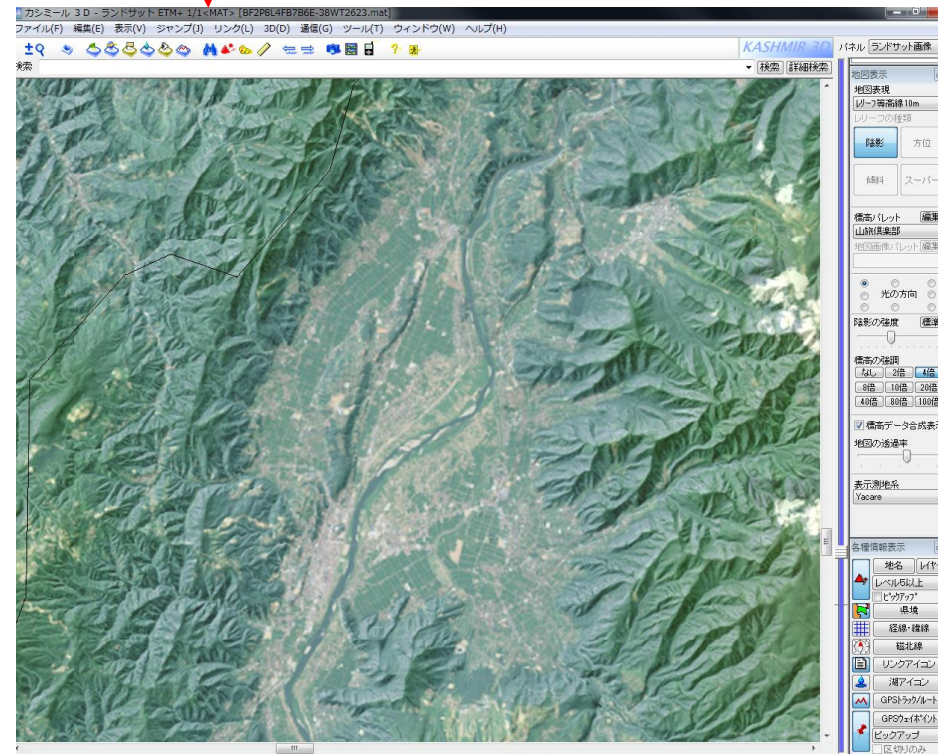 カシミール 3D - ランドサット ETM+ 1/1<MAT> [BF2P8L4FB7B6E-38WT2623.mat]
ファイル(F) 編集(E) 表示(V) ジャンプ(J) リンク(L) 3D(D) 通信(G) ツール(T) ウィンドウ(W) ヘルプ(H)
KASHMIR 3D
パネル ランドサット画像
検索 検索 詳細検索
地図表示
地図表現
レリーフ等高線10m
レリーフの種類
陰影 方位
傾斜 スーパー
標高パレット 編集
山旅倶楽部
地図画像パレット 編集
光の方向
陰影の強度 標準
標高の強調
なし 2倍 4倍
8倍 10倍 20倍
40倍 80倍 100倍
標高データ合成表示
地図の透過率
表示測地系
Yacare
各種情報表示
地名 レイヤ
レベル5以上
ピックアップ
県境
経線・緯線
磁北線
リンクアイコン
湖アイコン
GPSトラック/ルート
GPSウェイポイント
ピックアップ
区切りのみ